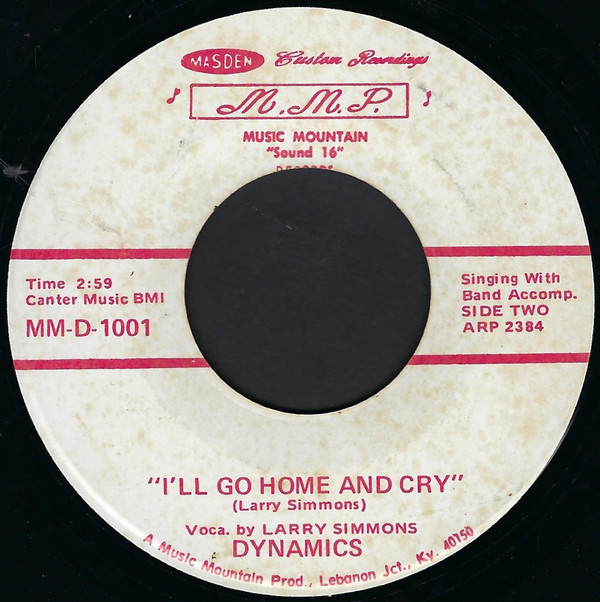 MASDEN Custom Recordings
M.M.P.
MUSIC MOUNTAIN
"Sound 16"
Time 2:59
Canter Music BMI
MM-D-1001
Singing With
Band Accomp.
SIDE TWO
ARP 2384
"I'LL GO HOME AND CRY"
(Larry Simmons)
Voca. by LARRY SIMMONS
DYNAMICS
A Music Mountain Prod., Lebanon Jct., Ky. 40150